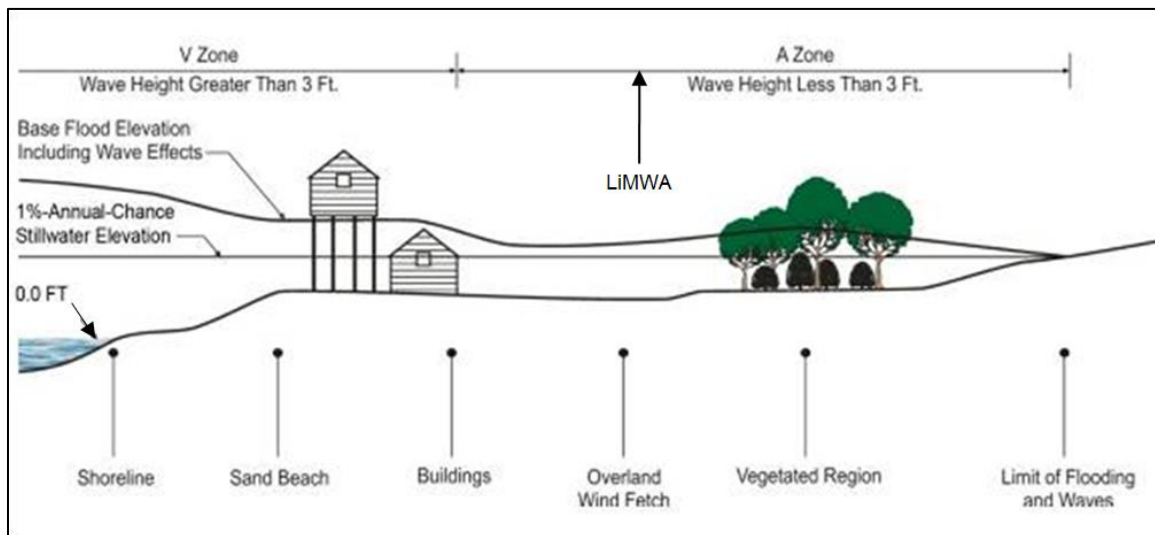 V Zone
Wave Height Greater Than 3 Ft.
A Zone
Wave Height Less Than 3 Ft.
Base Flood Elevation
Including Wave Effects
LiMWA
1%-Annual-Chance
Stillwater Elevation
0.0 FT
Shoreline
Sand Beach
Buildings
Overland
Wind Fetch
Vegetated Region
Limit of Flooding
and Waves